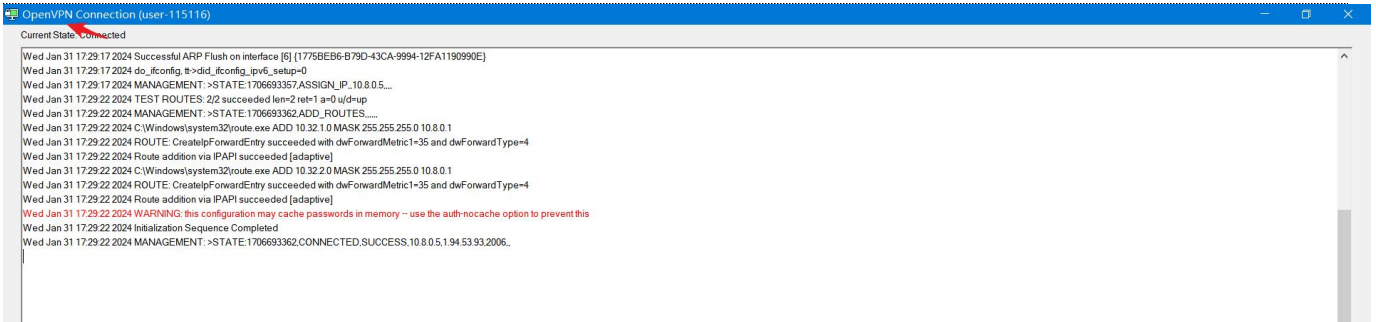 OpenVPN Connection (user-115116)
Current State: Connected
Wed Jan 31 17:29:17 2024 Successful ARP Flush on interface [6] {1775BEB6-B79D-43CA-9994-12FA1190990E}
Wed Jan 31 17:29:17 2024 do_ifconfig, tt->did_ifconfig_ipv6_setup=0
Wed Jan 31 17:29:17 2024 MANAGEMENT: >STATE:1706693357,ASSIGN_IP,,10.8.0.5,,,,
Wed Jan 31 17:29:22 2024 TEST ROUTES: 2/2 succeeded len=2 ret=1 a=0 u/d=up
Wed Jan 31 17:29:22 2024 MANAGEMENT: >STATE:1706693362,ADD_ROUTES,,,,,,
Wed Jan 31 17:29:22 2024 C:\Windows\system32\route.exe ADD 10.32.1.0 MASK 255.255.255.0 10.8.0.1
Wed Jan 31 17:29:22 2024 ROUTE: CreateIpForwardEntry succeeded with dwForwardMetric1=35 and dwForwardType=4
Wed Jan 31 17:29:22 2024 Route addition via IPAPI succeeded [adaptive]
Wed Jan 31 17:29:22 2024 C:\Windows\system32\route.exe ADD 10.32.2.0 MASK 255.255.255.0 10.8.0.1
Wed Jan 31 17:29:22 2024 ROUTE: CreateIpForwardEntry succeeded with dwForwardMetric1=35 and dwForwardType=4
Wed Jan 31 17:29:22 2024 Route addition via IPAPI succeeded [adaptive]
Wed Jan 31 17:29:22 2024 WARNING: this configuration may cache passwords in memory -- use the auth-nocache option to prevent this
Wed Jan 31 17:29:22 2024 Initialization Sequence Completed
Wed Jan 31 17:29:22 2024 MANAGEMENT: >STATE:1706693362,CONNECTED,SUCCESS,10.8.0.5,1.94.53.93,2006,,